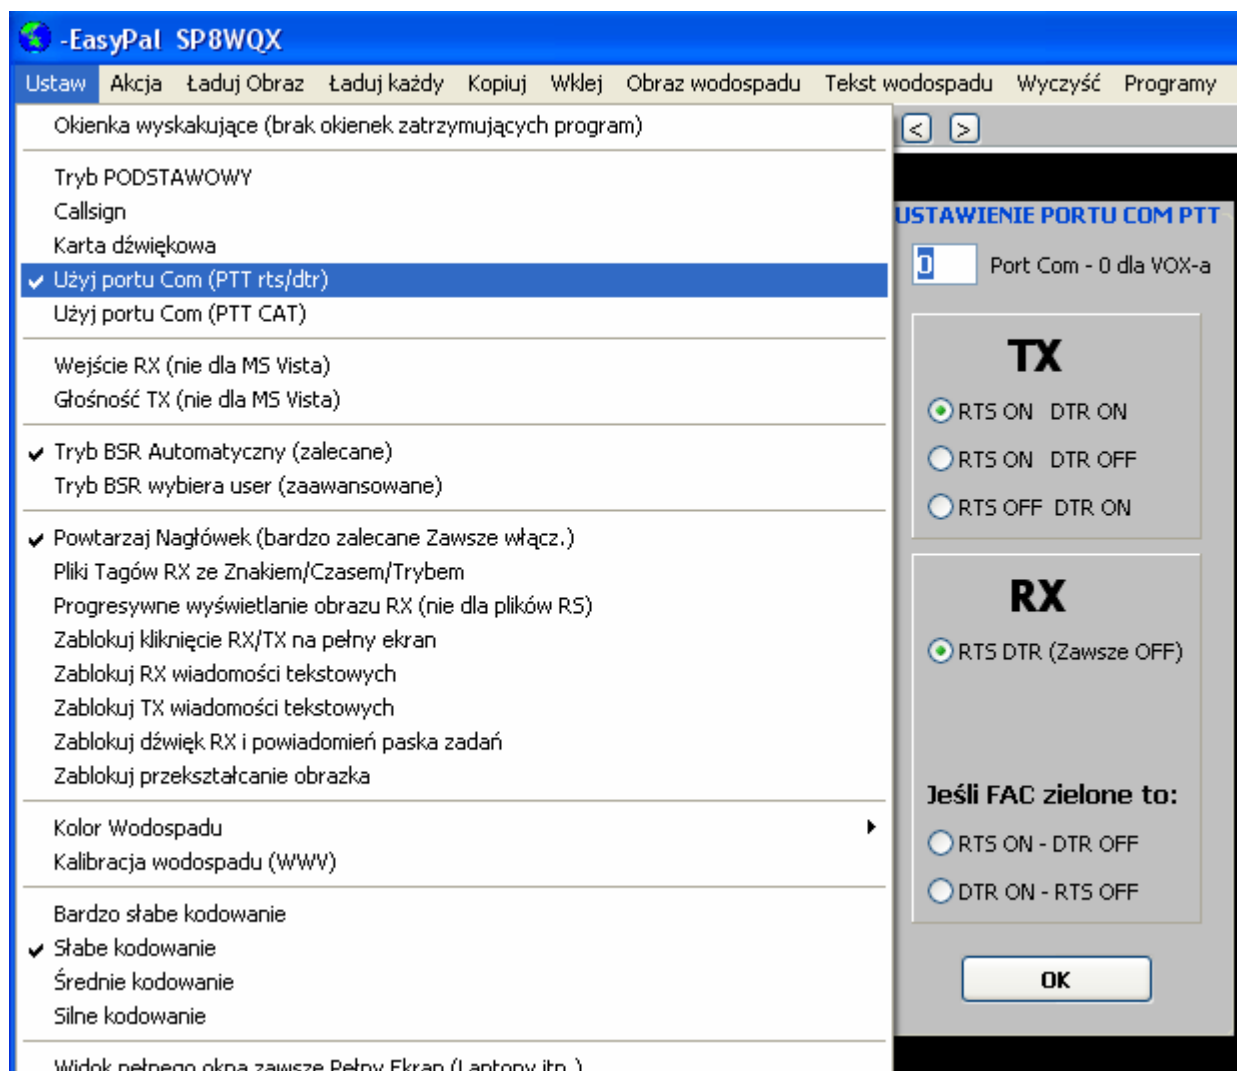 -EasyPal SP8WQX
Ustaw Akcja Ładuj Obraz Ładuj każdy Kopiuj Wklej Obraz wodospadu Tekst wodospadu Wyczyść Programy
Okienka wyskakujące (brak okienek zatrzymujących program)
< >
Tryb PODSTAWOWY
Callsign
Karta dźwiękowa
Użyj portu Com (PTT rts/dtr)
Użyj portu Com (PTT CAT)
Wejście RX (nie dla MS Vista)
Głośność TX (nie dla MS Vista)
Tryb BSR Automatyczny (zalecane)
Tryb BSR wybiera user (zaawansowane)
Powtarzaj Nagłówek (bardzo zalecane Zawsze włącz.)
Pliki Tagów RX ze Znakiem/Czasem/Trybem
Progresywne wyświetlanie obrazu RX (nie dla plików RS)
Zablokuj kliknięcie RX/TX na pełny ekran
Zablokuj RX wiadomości tekstowych
Zablokuj TX wiadomości tekstowych
Zablokuj dźwięk RX i powiadomień paska zadań
Zablokuj przekształcanie obrazka
Kolor Wodospadu
Kalibracja wodospadu (WWV)
Bardzo słabe kodowanie
Słabe kodowanie
Średnie kodowanie
Silne kodowanie
Widok pełnego okna zawsze Pełny Ekran (Laptopy itp.)
USTAWIENIE PORTU COM PTT
0 Port Com - 0 dla VOX-a
TX
RTS ON DTR ON
RTS ON DTR OFF
RTS OFF DTR ON
RX
RTS DTR (Zawsze OFF)
Jeśli FAC zielone to:
RTS ON - DTR OFF
DTR ON - RTS OFF
OK